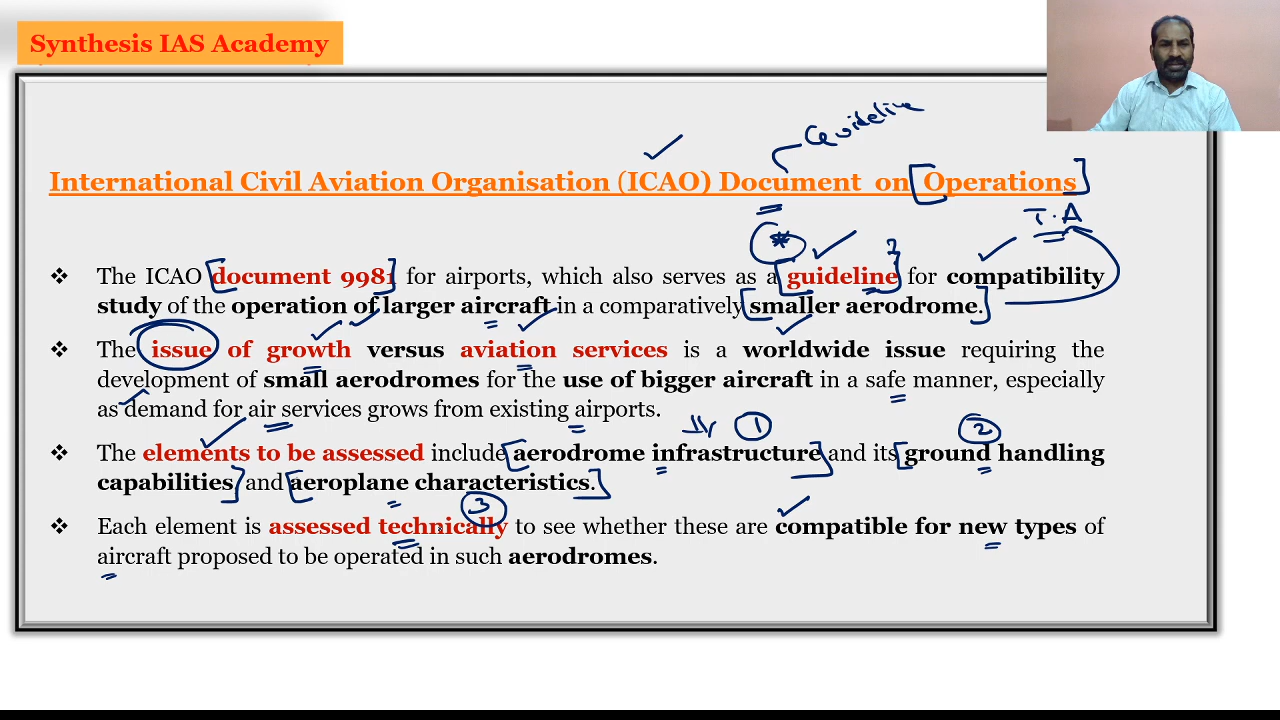 Synthesis IAS Academy
Guideline
International Civil Aviation Organisation (ICAO) Document on Operations
T.A
❖ The ICAO document 9981 for airports, which also serves as a guideline for compatibility
study of the operation of larger aircraft in a comparatively smaller aerodrome.
❖ The issue of growth versus aviation services is a worldwide issue requiring the
development of small aerodromes for the use of bigger aircraft in a safe manner, especially
as demand for air services grows from existing airports.
1 2
❖ The elements to be assessed include aerodrome infrastructure and its ground handling
capabilities and aeroplane characteristics.
3
❖ Each element is assessed technically to see whether these are compatible for new types of
aircraft proposed to be operated in such aerodromes.